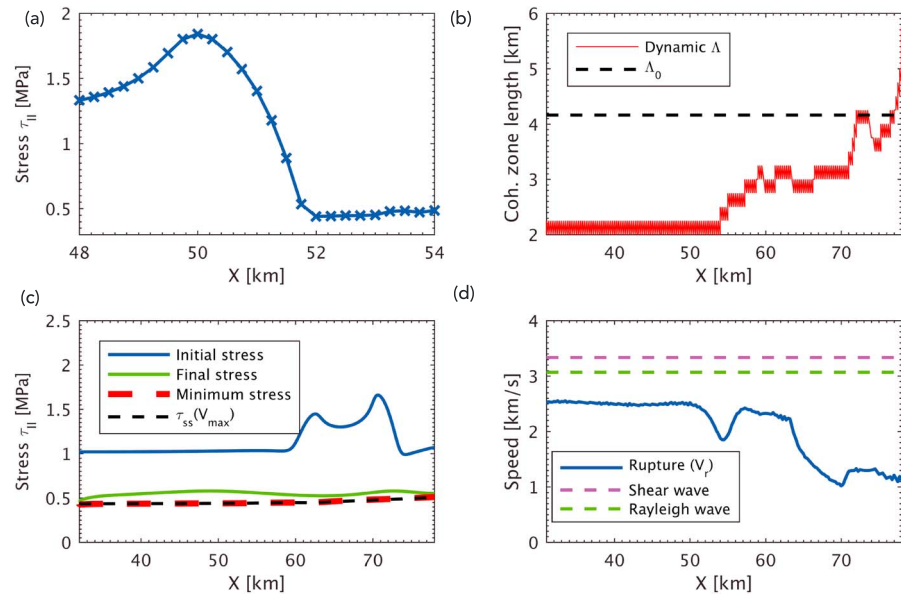 (a)
2
1.5
1
0.5
Stress τ_II [MPa]
48
50
52
54
X [km]
(b)
6
5
4
3
2
Coh. zone length [km]
Dynamic Λ
Λ_0
40
50
60
70
X [km]
(c)
2.5
2
1.5
1
0.5
0
Stress τ_II [MPa]
Initial stress
Final stress
Minimum stress
τ_ss(V_max)
40
50
60
70
X [km]
(d)
4
3
2
1
0
Speed [km/s]
Rupture (V_r)
Shear wave
Rayleigh wave
40
50
60
70
X [km]